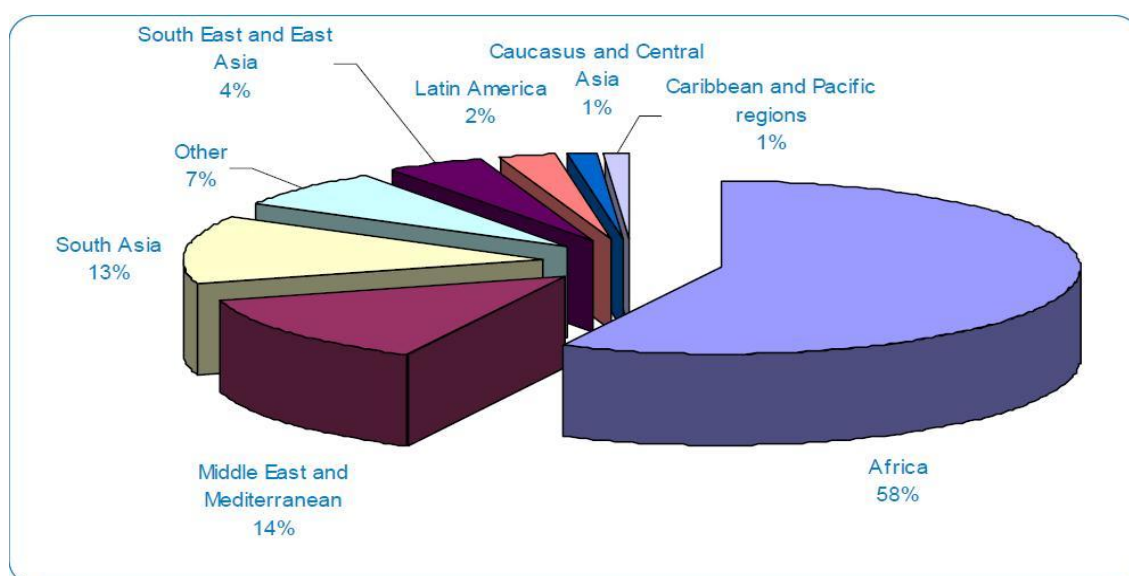 South East and East
Asia
4%
Latin America
2%
Caucasus and Central
Asia
1%
Caribbean and Pacific
regions
1%
Other
7%
South Asia
13%
Middle East and
Mediterranean
14%
Africa
58%